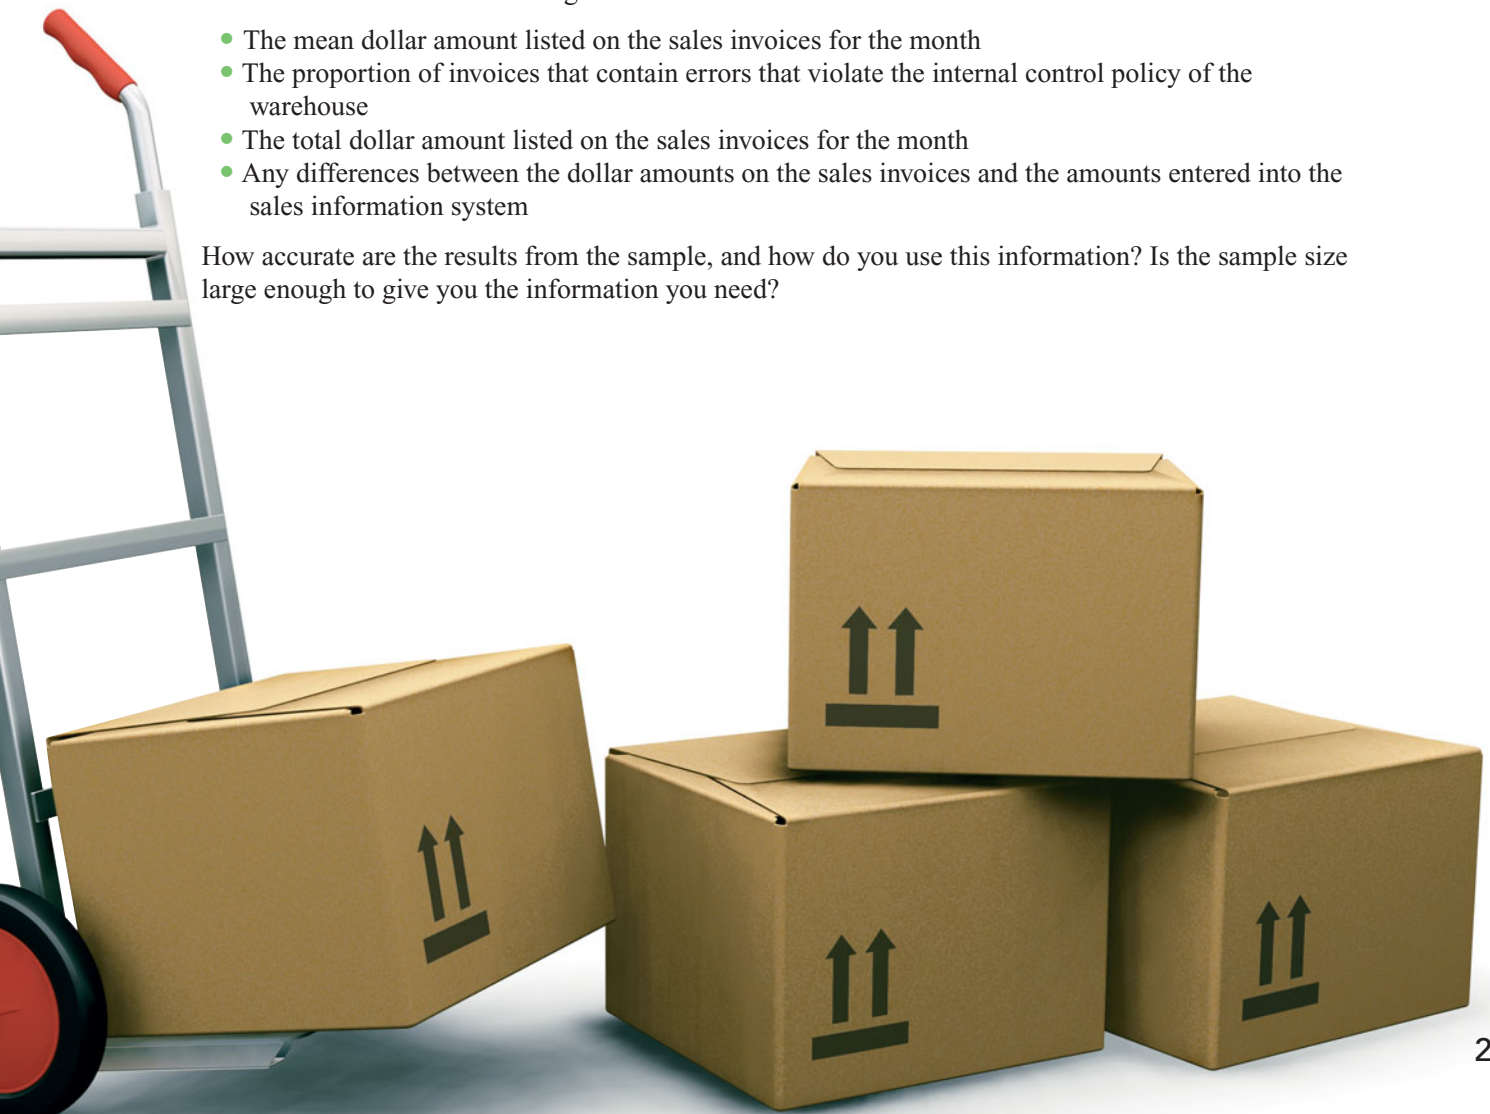 • The mean dollar amount listed on the sales invoices for the month
• The proportion of invoices that contain errors that violate the internal control policy of the
warehouse
• The total dollar amount listed on the sales invoices for the month
• Any differences between the dollar amounts on the sales invoices and the amounts entered into the
sales information system
How accurate are the results from the sample, and how do you use this information? Is the sample size
large enough to give you the information you need?
2